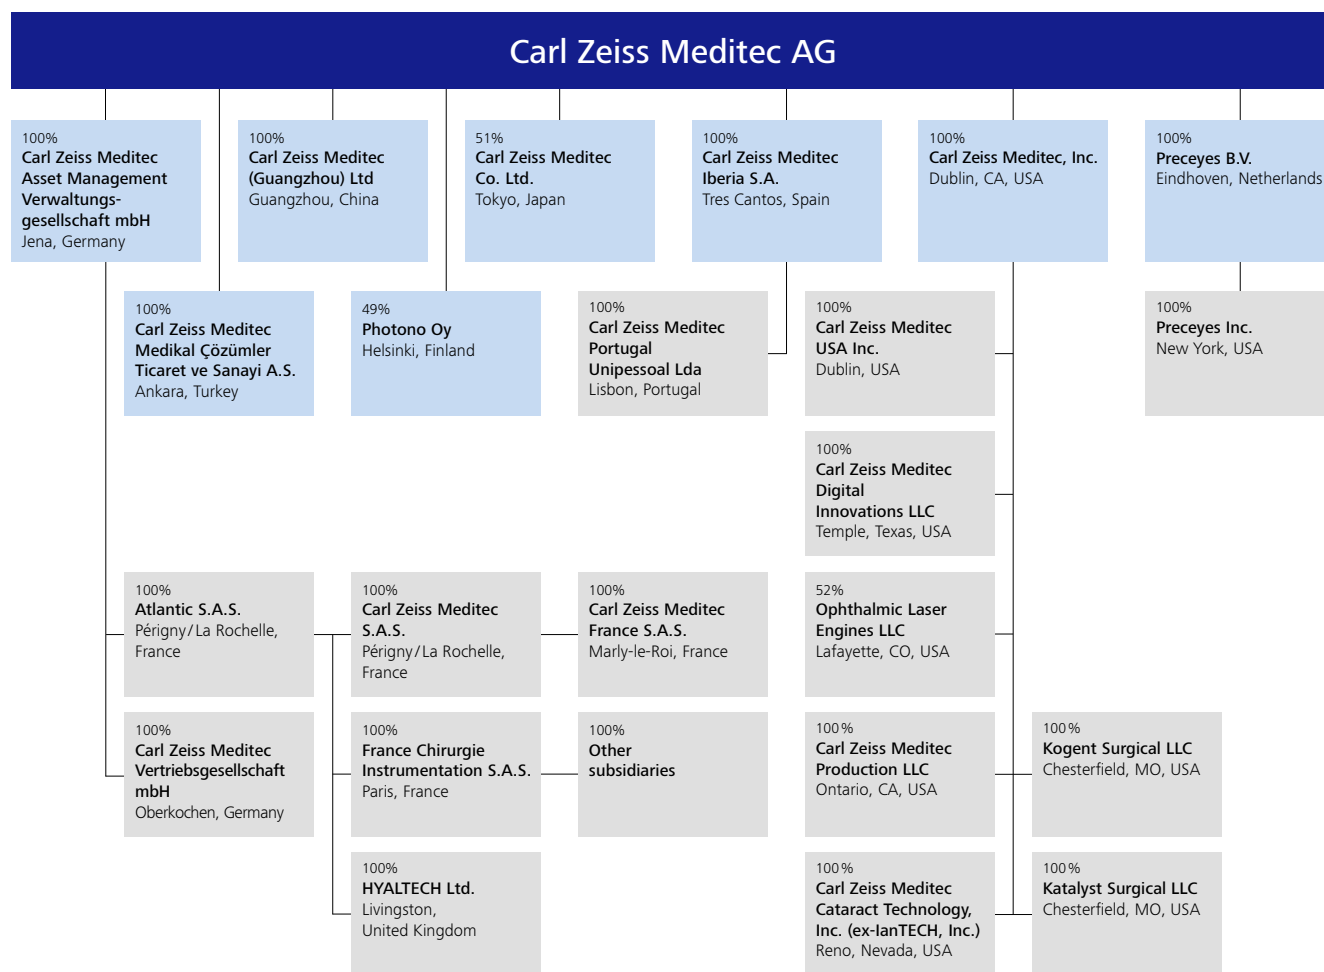 Carl Zeiss Meditec AG
100%
Carl Zeiss Meditec
Asset Management
Verwaltungs-
gesellschaft mbH
Jena, Germany
100%
Carl Zeiss Meditec
(Guangzhou) Ltd
Guangzhou, China
51%
Carl Zeiss Meditec
Co. Ltd.
Tokyo, Japan
100%
Carl Zeiss Meditec
Iberia S.A.
Tres Cantos, Spain
100%
Carl Zeiss Meditec, Inc.
Dublin, CA, USA
100%
Preceyes B.V.
Eindhoven, Netherlands
100%
Carl Zeiss Meditec
Medikal Çözümler
Ticaret ve Sanayi A.S.
Ankara, Turkey
49%
Photono Oy
Helsinki, Finland
100%
Carl Zeiss Meditec
Portugal
Unipessoal Lda
Lisbon, Portugal
100%
Carl Zeiss Meditec
USA Inc.
Dublin, USA
100%
Preceyes Inc.
New York, USA
100%
Carl Zeiss Meditec
Digital
Innovations LLC
Temple, Texas, USA
100%
Atlantic S.A.S.
Périgny/La Rochelle,
France
100%
Carl Zeiss Meditec
S.A.S.
Périgny/La Rochelle,
France
100%
Carl Zeiss Meditec
France S.A.S.
Marly-le-Roi, France
52%
Ophthalmic Laser
Engines LLC
Lafayette, CO, USA
100%
Carl Zeiss Meditec
Vertriebsgesellschaft
mbH
Oberkochen, Germany
100%
France Chirurgie
Instrumentation S.A.S.
Paris, France
100%
Other
subsidiaries
100%
Carl Zeiss Meditec
Production LLC
Ontario, CA, USA
100%
Kogent Surgical LLC
Chesterfield, MO, USA
100%
HYALTECH Ltd.
Livingston,
United Kingdom
100%
Carl Zeiss Meditec
Cataract Technology,
Inc. (ex-IanTECH, Inc.)
Reno, Nevada, USA
100%
Katalyst Surgical LLC
Chesterfield, MO, USA